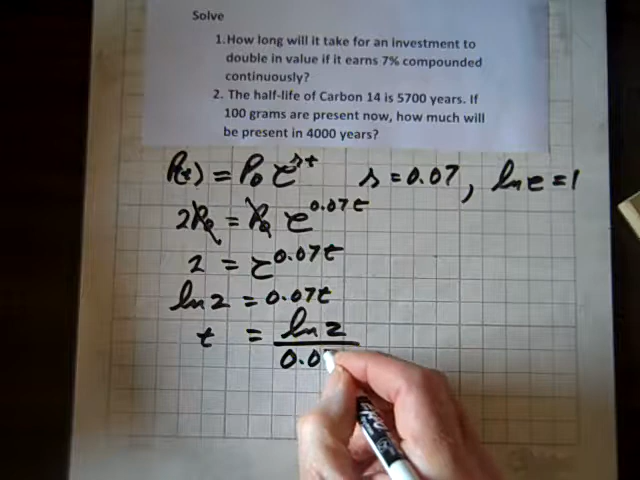 Solve
1. How long will it take for an investment to
double in value if it earns 7% compounded
continuously?
2. The half-life of Carbon 14 is 5700 years. If
100 grams are present now, how much will
be present in 4000 years?
P(t) = P₀ e^rt r = 0.07, ln e = 1
2P₀ = P₀ e^0.07t
2 = e^0.07t
ln 2 = 0.07t
t = ln 2
0.07